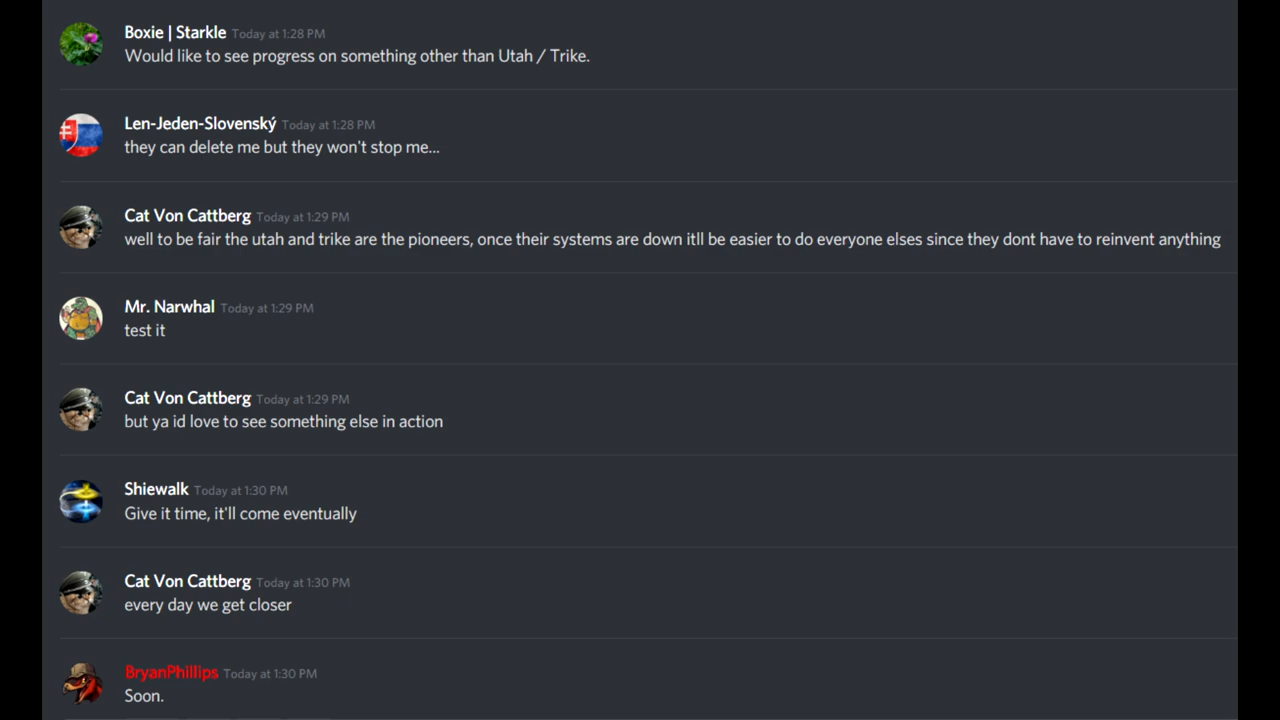 Boxie | Starkle Today at 1:28 PM
Would like to see progress on something other than Utah / Trike.
Len-Jeden-Slovenský Today at 1:28 PM
they can delete me but they won't stop me...
Cat Von Cattberg Today at 1:29 PM
well to be fair the utah and trike are the pioneers, once their systems are down itll be easier to do everyone elses since they dont have to reinvent anything
Mr. Narwhal Today at 1:29 PM
test it
Cat Von Cattberg Today at 1:29 PM
but ya id love to see something else in action
Shiewalk Today at 1:30 PM
Give it time, it'll come eventually
Cat Von Cattberg Today at 1:30 PM
every day we get closer
BryanPhillips Today at 1:30 PM
Soon.